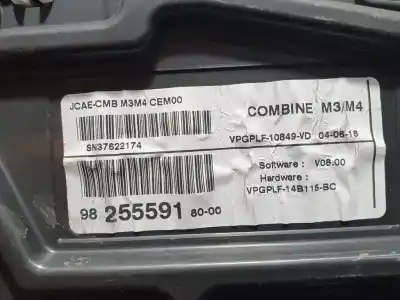 JCAE-CMB M3M4 CEM00
SN37622174
98 255591 80-00
COMBINE M3/M4
VPGPLF-10849-VD 04-06-18
Software : V08.00
Hardware :
VPGPLF-14B115-BC